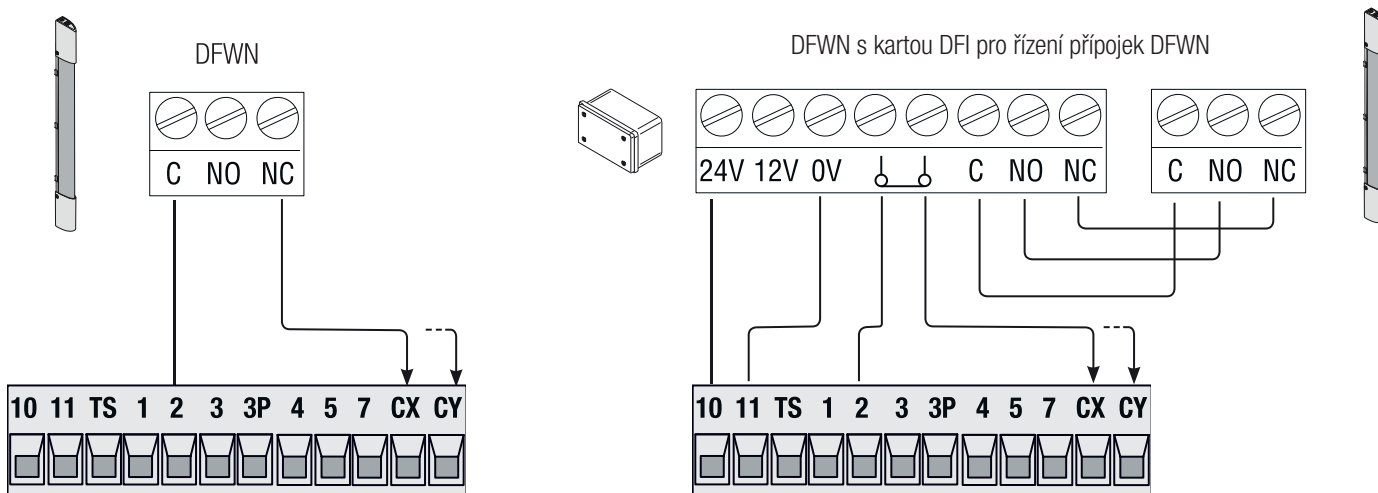 DFWN
C NO NC
10 11 TS 1 2 3 3P 4 5 7 CX CY
DFWN s kartou DFI pro řízení přípojek DFWN
24V 12V 0V C NO NC
C NO NC
10 11 TS 1 2 3 3P 4 5 7 CX CY